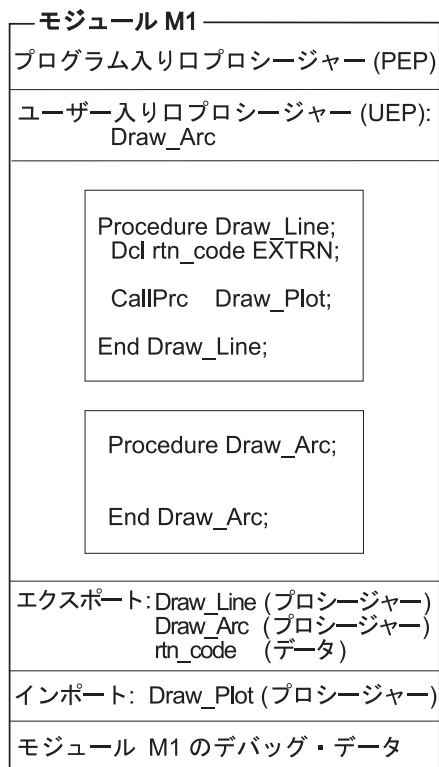 モジュール M1
プログラム入り口プロシージャー (PEP)
ユーザー入り口プロシージャー (UEP):
Draw_Arc
Procedure Draw_Line;
Dcl rtn_code EXTRN;
CallPrc Draw_Plot;
End Draw_Line;
Procedure Draw_Arc;
End Draw_Arc;
エクスポート: Draw_Line (プロシージャー)
Draw_Arc (プロシージャー)
rtn_code (データ)
インポート: Draw_Plot (プロシージャー)
モジュール M1 のデバッグ・データ